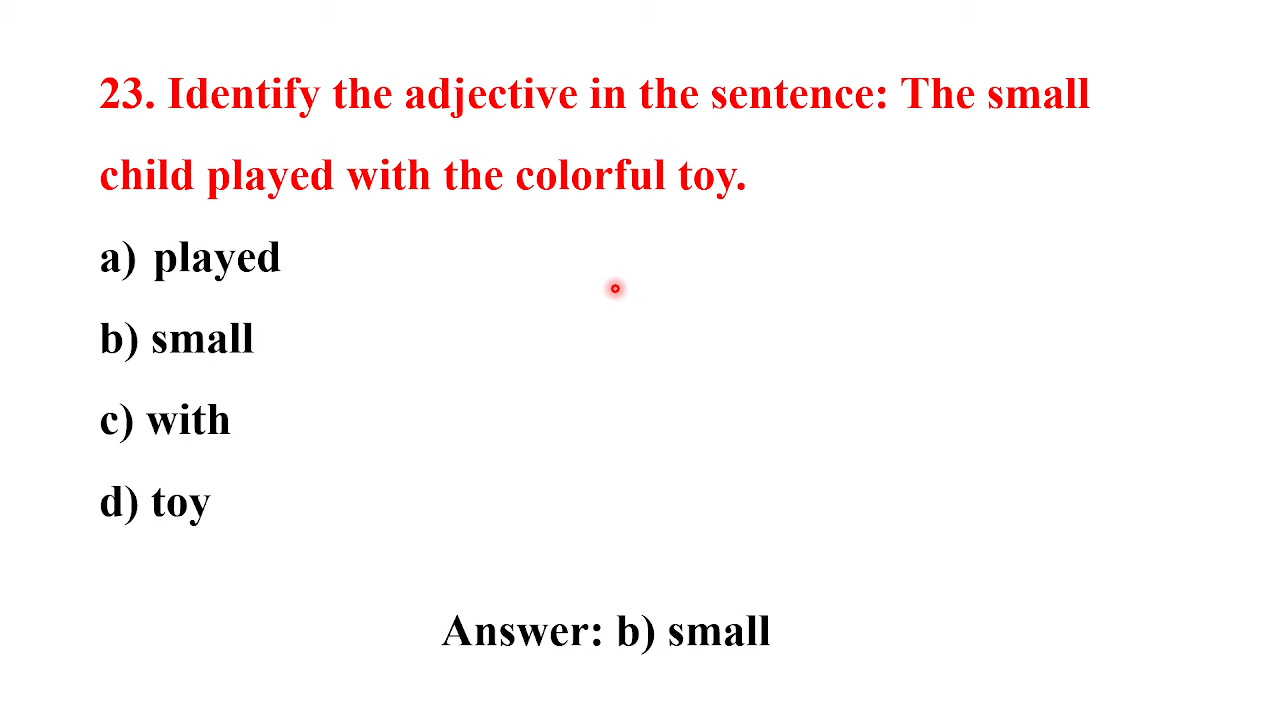 23. Identify the adjective in the sentence: The small
child played with the colorful toy.
a) played
b) small
c) with
d) toy
Answer: b) small